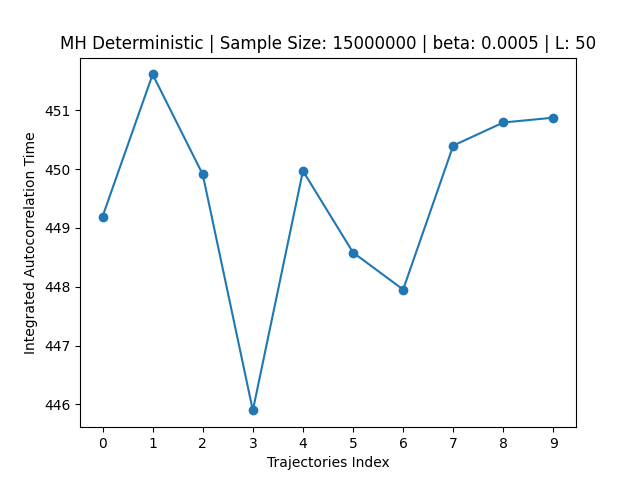 MH Deterministic | Sample Size: 15000000 | beta: 0.0005 | L: 50
Integrated Autocorrelation Time
451
450
449
448
447
446
0 1 2 3 4 5 6 7 8 9
Trajectories Index